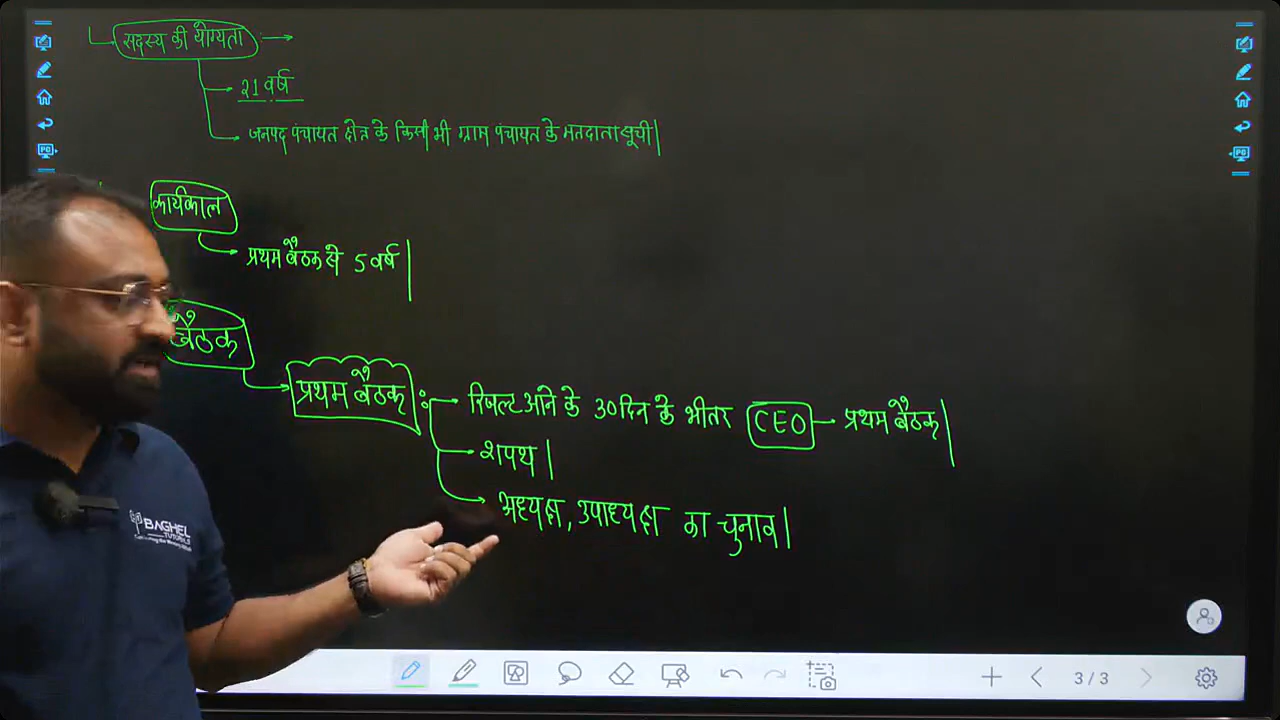 सदस्य की योग्यता
21 वर्ष
जनपद पंचायत क्षेत्र के किसी भी ग्राम पंचायत के मतदाता सूची |
कार्यकाल
प्रथम बैठक से 5 वर्ष |
बैठक
प्रथम बैठक :
रिजल्ट आने के 30 दिन के भीतर CEO – प्रथम बैठक |
शपथ |
अध्यक्ष, उपाध्यक्ष का चुनाव |
BAGHEL
TUTORIALS
3/3